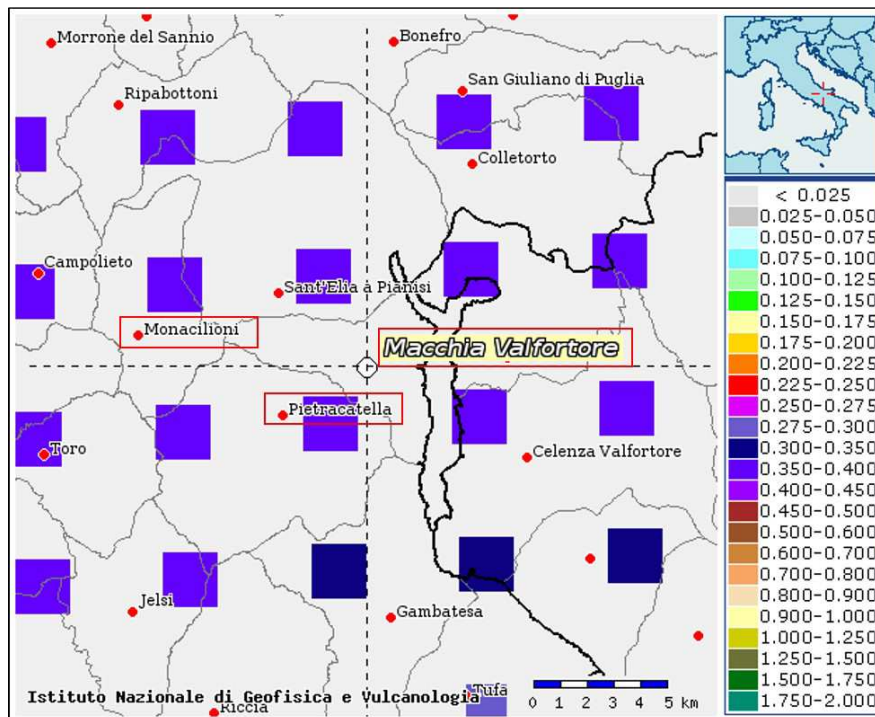 Morrone del Sannio
Bonefro
Ripabottoni
San Giuliano di Puglia
Colletorto
Campolieto
Sant'Elia a Pianisi
Monacilioni
Macchia Valfortore
Pietracatella
Toro
Celenza Valfortore
Jelsi
Gambatesa
Riccia
Tufa
Istituto Nazionale di Geofisica e Vulcanologia
0 1 2 3 4 5 km
< 0.025
0.025-0.050
0.050-0.075
0.075-0.100
0.100-0.125
0.125-0.150
0.150-0.175
0.175-0.200
0.200-0.225
0.225-0.250
0.250-0.275
0.275-0.300
0.300-0.350
0.350-0.400
0.400-0.450
0.450-0.500
0.500-0.600
0.600-0.700
0.700-0.800
0.800-0.900
0.900-1.000
1.000-1.250
1.250-1.500
1.500-1.750
1.750-2.000